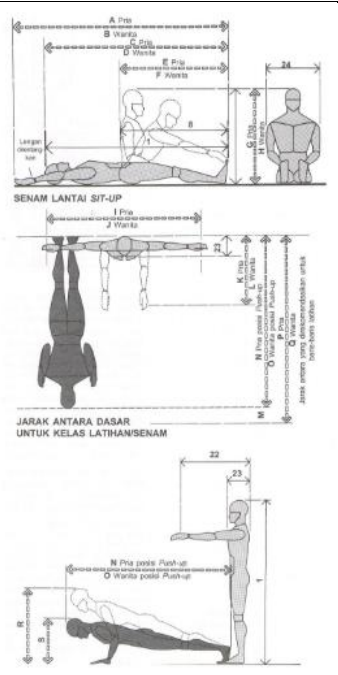 A Pria
B Wanita
C Pria
D Wanita
E Pria
F Wanita
24
8
1
G Pria
H Wanita
Lengan
SENAM LANTAI SIT-UP
I Pria
J Wanita
23
K Pria
L Wanita
N Pria posisi Push-up
O Wanita posisi Push-up
P Pria
Q Wanita
Jarak antara yang direkomendasikan untuk
baris-baris latihan
M
JARAK ANTARA DASAR
UNTUK KELAS LATIHAN/SENAM
22
23
N Pria posisi Push-up
O Wanita posisi Push-up
1
R
S